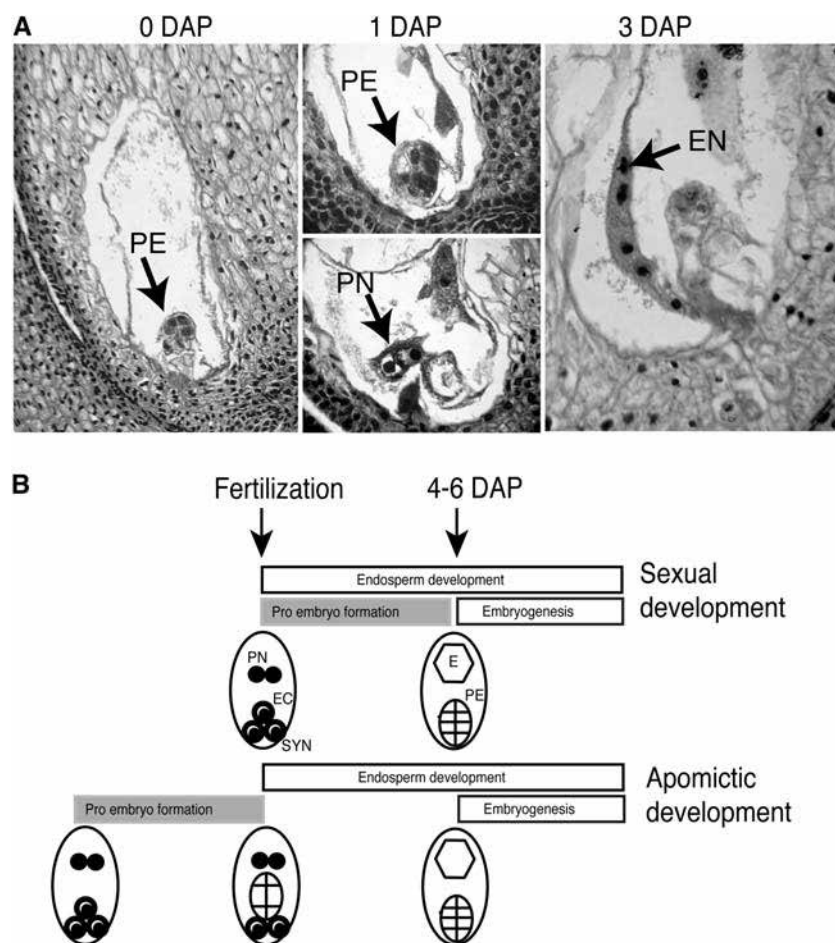 A
0 DAP
1 DAP
3 DAP
PE
PE
PN
EN
B
Fertilization
4-6 DAP
Endosperm development
Sexual
development
Pro embryo formation
Embryogenesis
PN
E
EC
PE
SYN
Endosperm development
Apomictic
development
Pro embryo formation
Embryogenesis